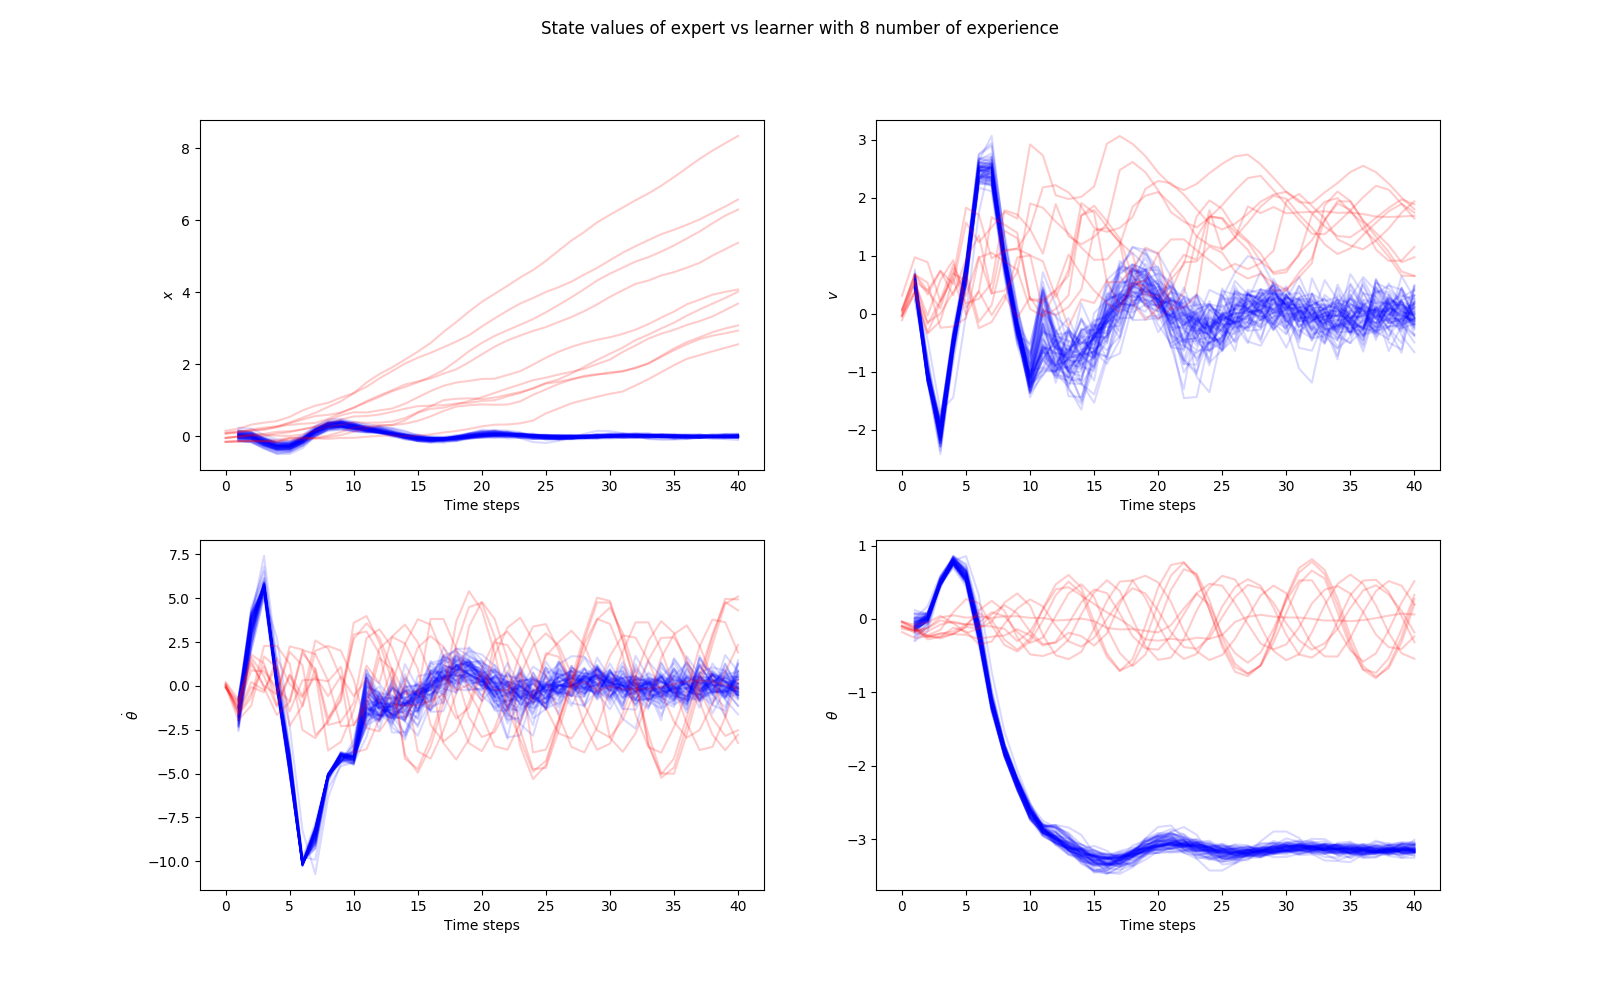 State values of expert vs learner with 8 number of experience
8
6
4
2
0
x
0 5 10 15 20 25 30 35 40
Time steps
3
2
1
0
−1
−2
v
0 5 10 15 20 25 30 35 40
Time steps
7.5
5.0
2.5
0.0
−2.5
−5.0
−7.5
−10.0
θ̇
0 5 10 15 20 25 30 35 40
Time steps
1
0
−1
−2
−3
θ
0 5 10 15 20 25 30 35 40
Time steps